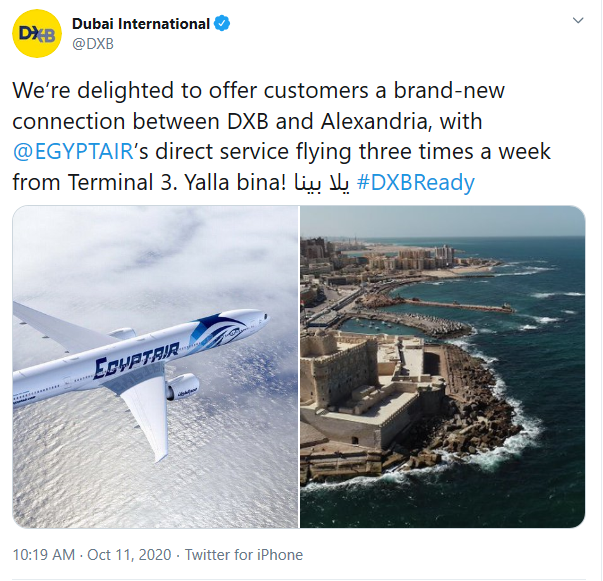 DXB
Dubai International
@DXB
We're delighted to offer customers a brand-new
connection between DXB and Alexandria, with
@EGYPTAIR's direct service flying three times a week
from Terminal 3. Yalla bina! يلا بينا #DXBReady
EGYPTAIR
10:19 AM · Oct 11, 2020 · Twitter for iPhone